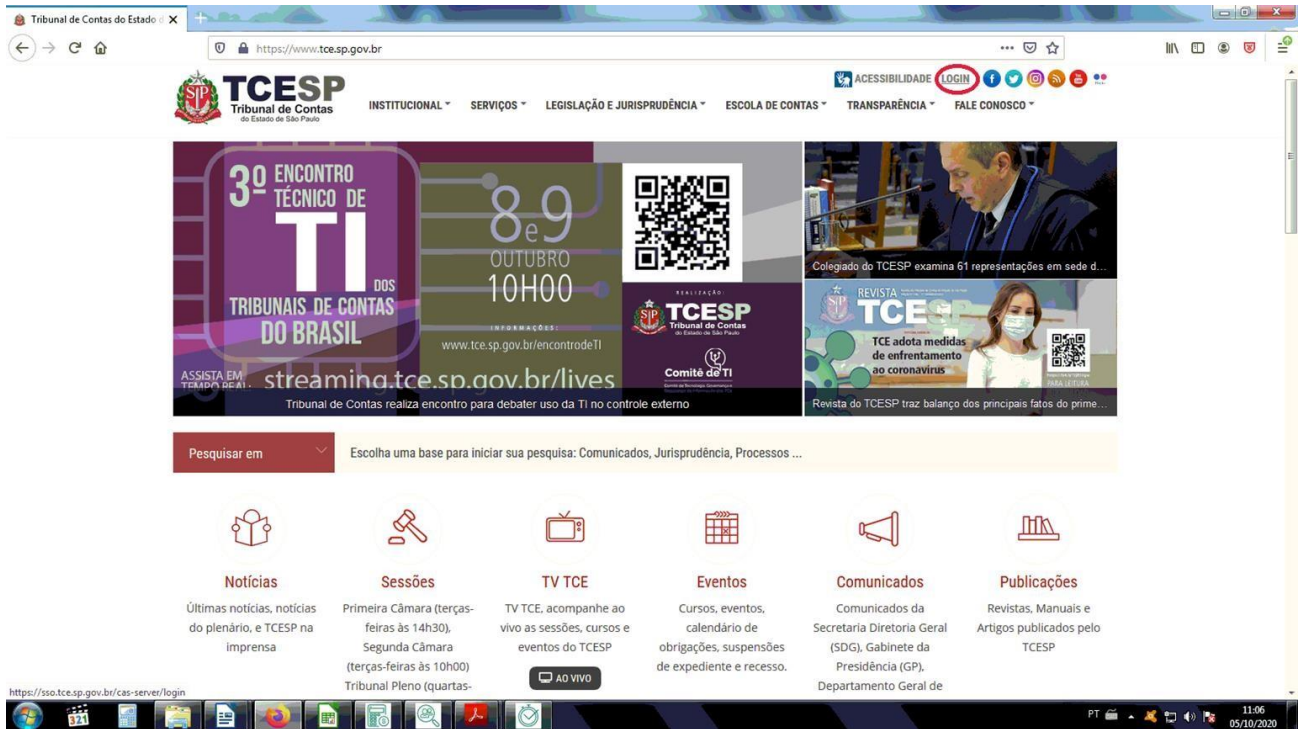 Tribunal de Contas do Estado d
https://www.tce.sp.gov.br
ACESSIBILIDADE LOGIN
TCESP
Tribunal de Contas
do Estado de São Paulo
INSTITUCIONAL SERVIÇOS LEGISLAÇÃO E JURISPRUDÊNCIA ESCOLA DE CONTAS TRANSPARÊNCIA FALE CONOSCO
3º ENCONTRO
TÉCNICO DE
TI
DOS
TRIBUNAIS DE CONTAS
DO BRASIL
8 e 9
OUTUBRO
10H00
INFORMAÇÕES:
www.tce.sp.gov.br/encontrodeTI
REALIZAÇÃO:
TCESP
Tribunal de Contas
do Estado de São Paulo
Comitê de TI
ASSISTA EM
TEMPO REAL:
streaming.tce.sp.gov.br/lives
Tribunal de Contas realiza encontro para debater uso da TI no controle externo
Colegiado do TCESP examina 61 representações em sede d...
REVISTA
TCESP
TCE adota medidas
de enfrentamento
ao coronavírus
PARA LEITURA
Revista do TCESP traz balanço dos principais fatos do prime...
Pesquisar em
Escolha uma base para iniciar sua pesquisa: Comunicados, Jurisprudência, Processos ...
Notícias
Últimas notícias, notícias
do plenário, e TCESP na
imprensa
Sessões
Primeira Câmara (terças-
feiras às 14h30),
Segunda Câmara
(terças-feiras às 10h00)
Tribunal Pleno (quartas-
TV TCE
TV TCE, acompanhe ao
vivo as sessões, cursos e
eventos do TCESP
AO VIVO
Eventos
Cursos, eventos,
calendário de
obrigações, suspensões
de expediente e recesso.
Comunicados
Comunicados da
Secretaria Diretoria Geral
(SDG), Gabinete da
Presidência (GP),
Departamento Geral de
Publicações
Revistas, Manuais e
Artigos publicados pelo
TCESP
https://sso.tce.sp.gov.br/cas-server/login
321
PT
11:06
05/10/2020